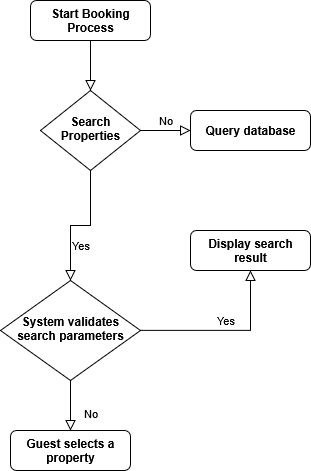 Start Booking
Process
Search
Properties
No
Query database
Yes
Display search
result
System validates
search parameters
Yes
No
Guest selects a
property